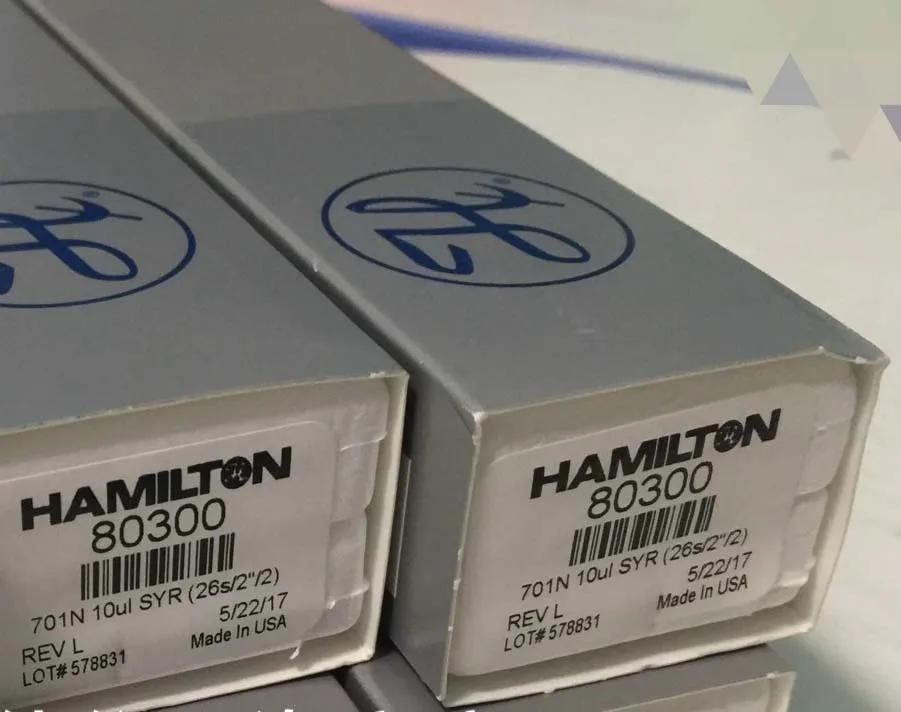 HAMILTON
80300
701N 10ul SYR (26s/2"/2)
5/22/17
REV L
Made In USA
LOT# 578831
HAMILTON
80300
701N 10ul SYR (26s/2"/2)
5/22/17
REV L
Made In USA
LOT# 578831